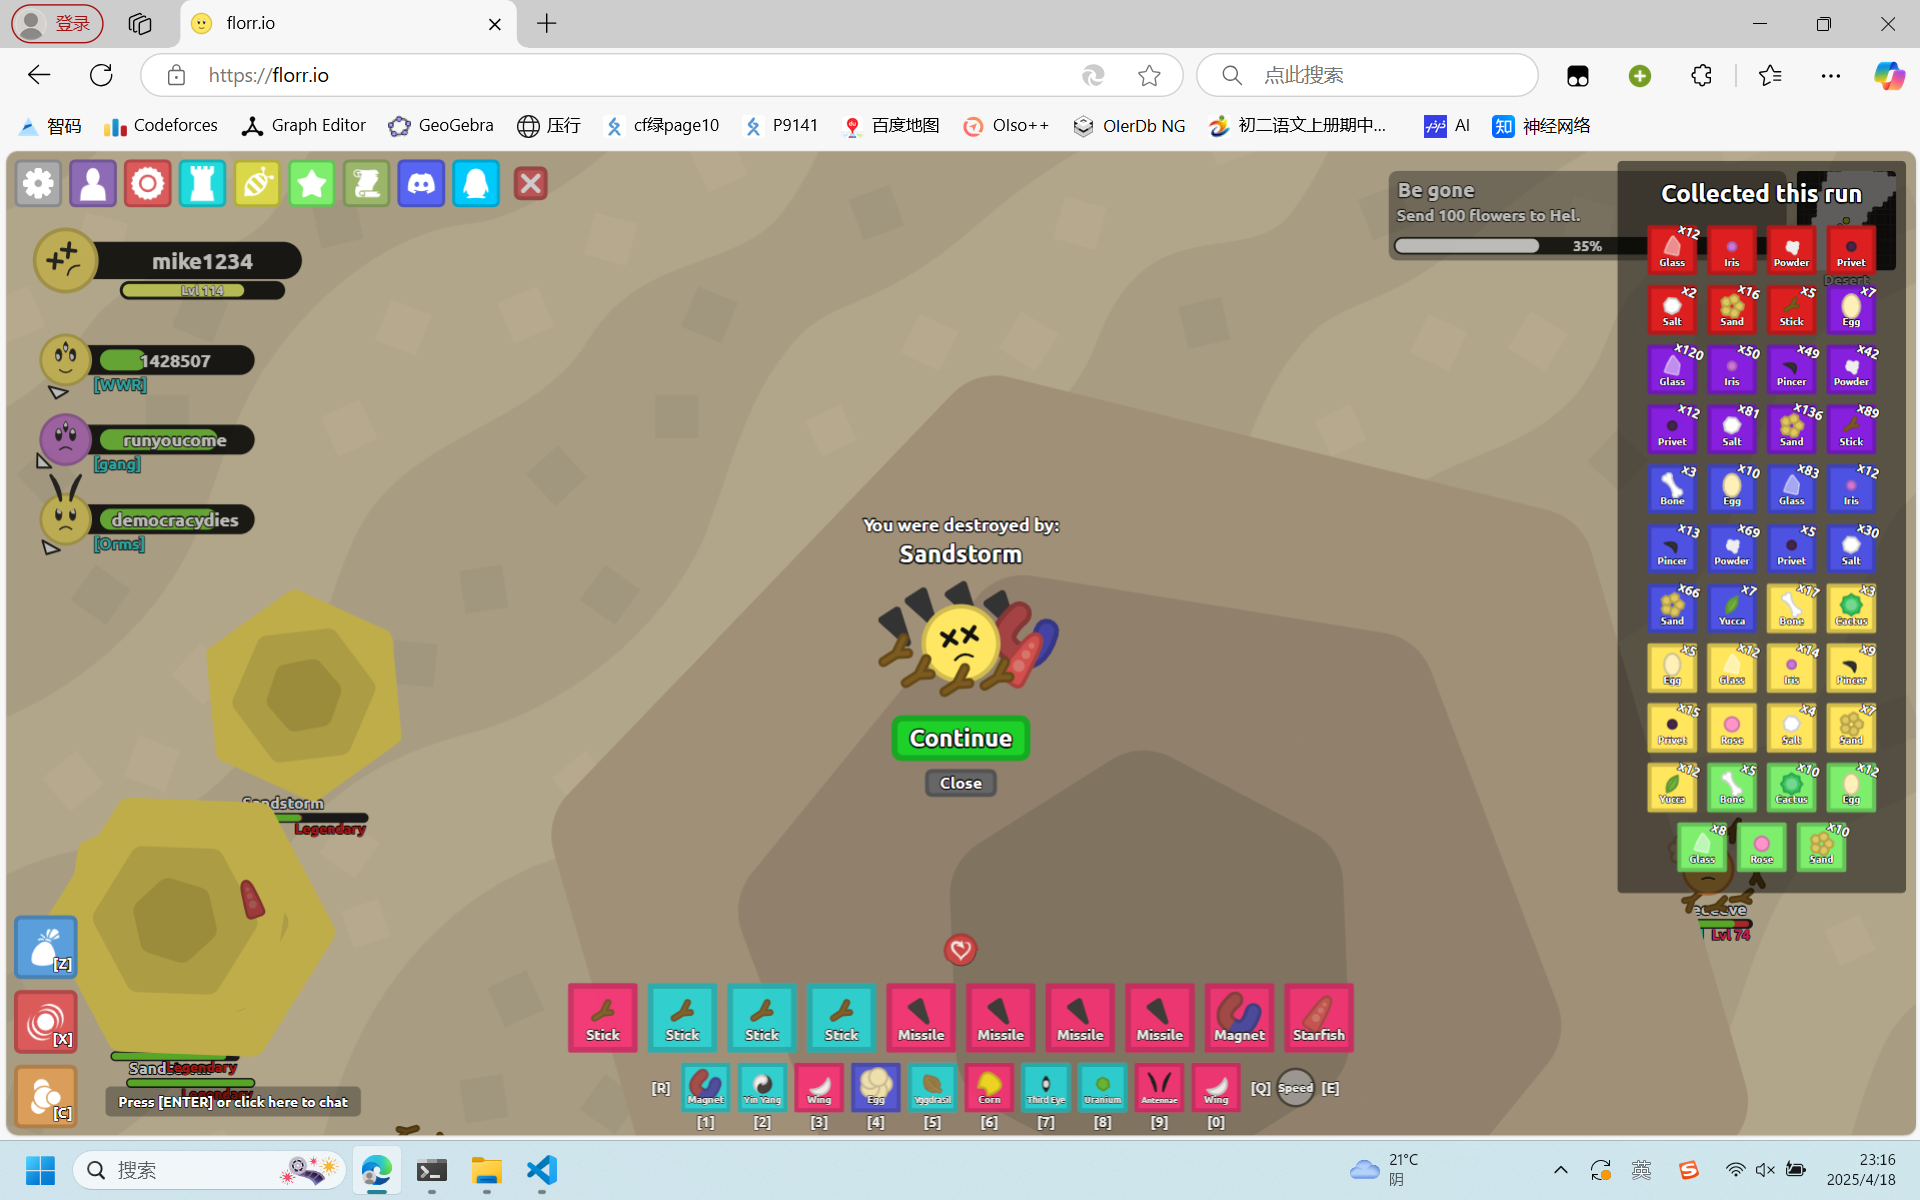 登录
florr.io
https://florr.io
点此搜索
智码
Codeforces
Graph Editor
GeoGebra
压行
cf绿page10
P9141
百度地图
OIso++
OIerDb NG
初二语文上册期中...
AI
知
神经网络
mike1234
Lvl 114
1428507
[WWR]
runyoucome
[gang]
democracydies
[Orms]
Be gone
Send 100 flowers to Hel.
35%
Desert
Collected this run
x12 Glass
Iris
Powder
Privet
x2 Salt
x16 Sand
x5 Stick
x7 Egg
x120 Glass
x50 Iris
x49 Pincer
x42 Powder
x12 Privet
x81 Salt
x136 Sand
x89 Stick
x3 Bone
x10 Egg
x83 Glass
x12 Iris
x13 Pincer
x69 Powder
x5 Privet
x30 Salt
x66 Sand
x7 Yucca
x17 Bone
x3 Cactus
x5 Egg
x12 Glass
x14 Iris
x9 Pincer
x15 Privet
Rose
x4 Salt
x7 Sand
x12 Yucca
x5 Bone
x10 Cactus
x12 Egg
x8 Glass
Rose
x10 Sand
Lvl 74
You were destroyed by:
Sandstorm
Continue
Close
Sandstorm
Legendary
Legendary
Legendary
[Z]
[X]
[C]
Press [ENTER] or click here to chat
Stick
Stick
Stick
Stick
Missile
Missile
Missile
Missile
Magnet
Starfish
[R]
Magnet
Yin Yang
Wing
Egg
Yggdrasil
Corn
Third Eye
Uranium
Antennae
Wing
[Q]
Speed
[E]
[1]
[2]
[3]
[4]
[5]
[6]
[7]
[8]
[9]
[0]
搜索
21°C
阴
英
23:16
2025/4/18